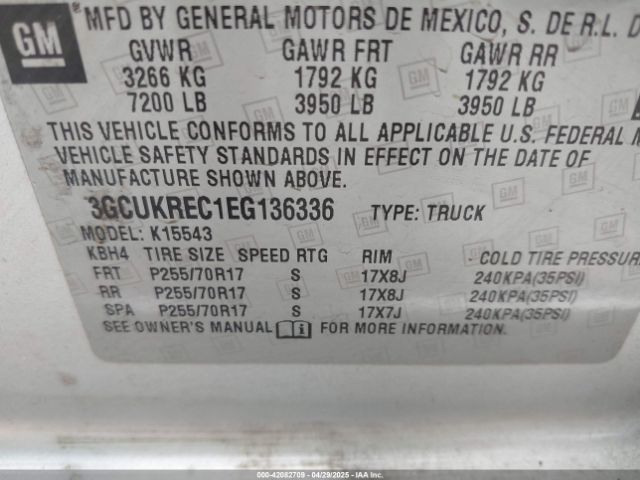 GM
MFD BY GENERAL MOTORS DE MEXICO, S. DE R.L. D
GVWR GAWR FRT GAWR RR
3266 KG 1792 KG 1792 KG
7200 LB 3950 LB 3950 LB
THIS VEHICLE CONFORMS TO ALL APPLICABLE U.S. FEDERAL M
VEHICLE SAFETY STANDARDS IN EFFECT ON THE DATE OF
MANUFACTURE SHOWN ABOVE.
3GCUKREC1EG136336 TYPE: TRUCK
MODEL: K15543
KBH4 TIRE SIZE SPEED RTG RIM COLD TIRE PRESSUR
FRT P255/70R17 S 17X8J 240KPA(35PSI)
RR P255/70R17 S 17X8J 240KPA(35PSI)
SPA P255/70R17 S 17X7J 240KPA(35PSI)
SEE OWNER'S MANUAL FOR MORE INFORMATION.
000-42082709 - 04/29/2025 - IAAI.COM